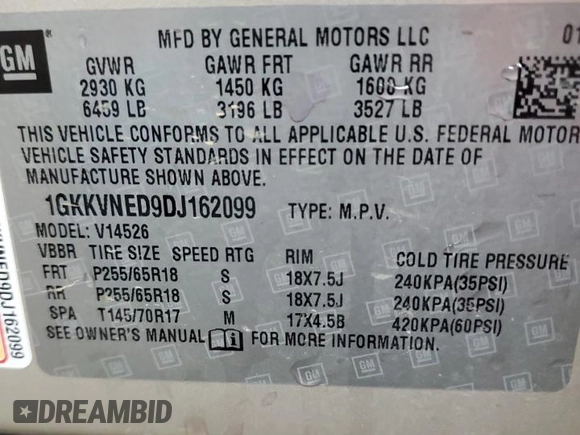 GM
MFD BY GENERAL MOTORS LLC 01
GVWR GAWR FRT GAWR RR
2930 KG 1450 KG 1600 KG
6459 LB 3196 LB 3527 LB
THIS VEHICLE CONFORMS TO ALL APPLICABLE U.S. FEDERAL MOTOR
VEHICLE SAFETY STANDARDS IN EFFECT ON THE DATE OF
MANUFACTURE SHOWN ABOVE.
1GKKVNED9DJ162099 TYPE: M.P.V.
MODEL: V14526
VBBR TIRE SIZE SPEED RTG RIM COLD TIRE PRESSURE
FRT P255/65R18 S 18X7.5J 240KPA(35PSI)
RR P255/65R18 S 18X7.5J 240KPA(35PSI)
SPA T145/70R17 M 17X4.5B 420KPA(60PSI)
SEE OWNER'S MANUAL FOR MORE INFORMATION.
DREAMBID